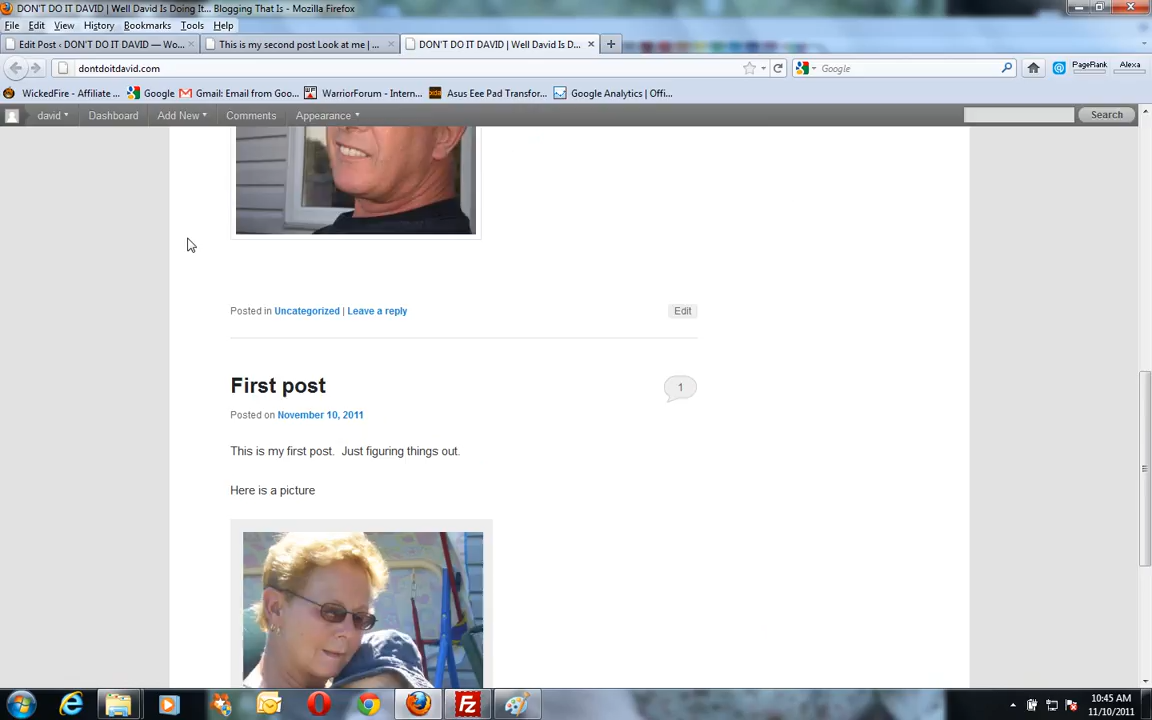 DON'T DO IT DAVID | Well David Is Doing It... Blogging That Is - Mozilla Firefox
File Edit View History Bookmarks Tools Help
Edit Post ‹ DON'T DO IT DAVID — Wo... × This is my second post Look at me | ... × DON'T DO IT DAVID | Well David Is D... × +
dontdoitdavid.com Google PageRank Alexa
WickedFire - Affiliate ... Google Gmail: Email from Goo... WarriorForum - Intern... Asus Eee Pad Transfor... Google Analytics | Offi...
david Dashboard Add New Comments Appearance Search
Posted in Uncategorized | Leave a reply Edit
First post 1
Posted on November 10, 2011
This is my first post. Just figuring things out.
Here is a picture
10:45 AM
11/10/2011